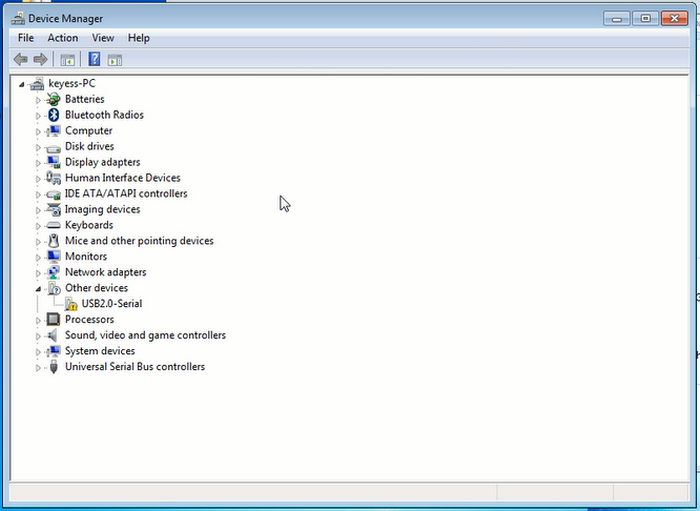 Device Manager
File Action View Help
keyess-PC
Batteries
Bluetooth Radios
Computer
Disk drives
Display adapters
Human Interface Devices
IDE ATA/ATAPI controllers
Imaging devices
Keyboards
Mice and other pointing devices
Monitors
Network adapters
Other devices
USB2.0-Serial
Processors
Sound, video and game controllers
System devices
Universal Serial Bus controllers